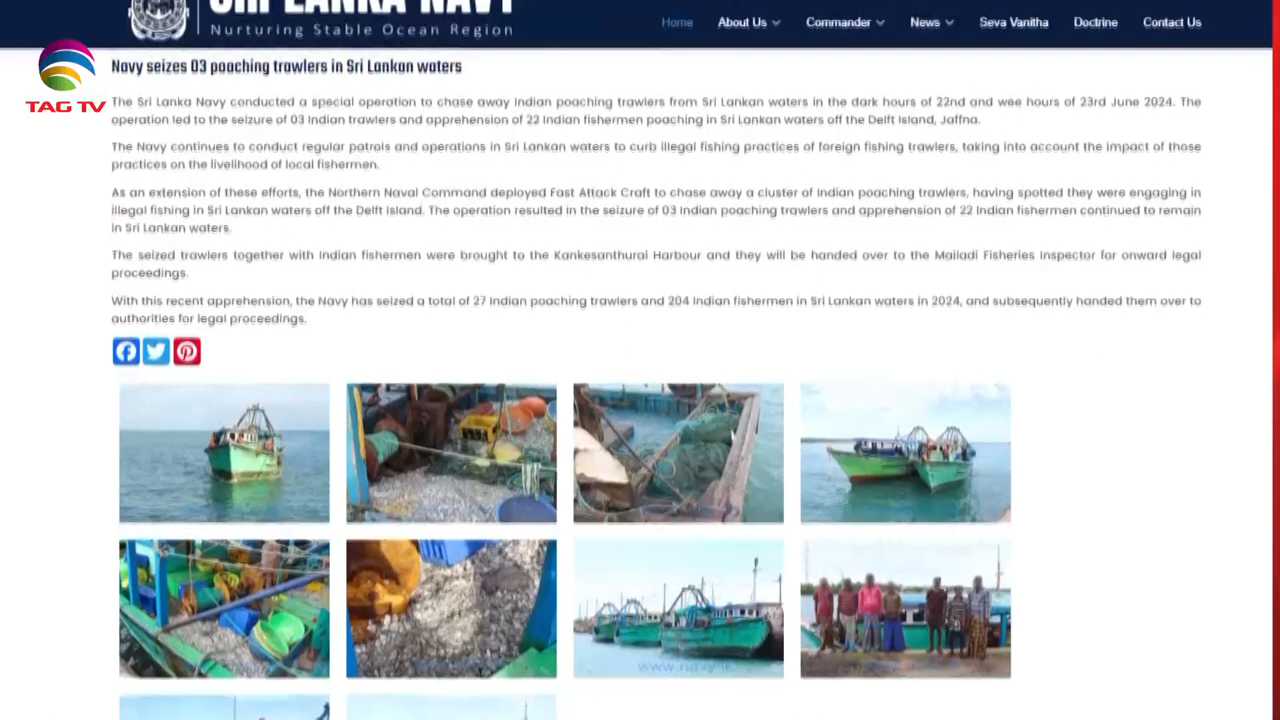 SRI LANKA NAVY
Nurturing Stable Ocean Region
Home About Us Commander News Seva Vanitha Doctrine Contact Us
TAG TV
Navy seizes 03 poaching trawlers in Sri Lankan waters
The Sri Lanka Navy conducted a special operation to chase away Indian poaching trawlers from Sri Lankan waters in the dark hours of 22nd and wee hours of 23rd June 2024. The
operation led to the seizure of 03 Indian trawlers and apprehension of 22 Indian fishermen poaching in Sri Lankan waters off the Delft Island, Jaffna.
The Navy continues to conduct regular patrols and operations in Sri Lankan waters to curb illegal fishing practices of foreign fishing trawlers, taking into account the impact of those
practices on the livelihood of local fishermen.
As an extension of these efforts, the Northern Naval Command deployed Fast Attack Craft to chase away a cluster of Indian poaching trawlers, having spotted they were engaging in
illegal fishing in Sri Lankan waters off the Delft Island. The operation resulted in the seizure of 03 Indian poaching trawlers and apprehension of 22 Indian fishermen continued to remain
in Sri Lankan waters.
The seized trawlers together with Indian fishermen were brought to the Kankesanthurai Harbour and they will be handed over to the Mailadi Fisheries Inspector for onward legal
proceedings.
With this recent apprehension, the Navy has seized a total of 27 Indian poaching trawlers and 204 Indian fishermen in Sri Lankan waters in 2024, and subsequently handed them over to
authorities for legal proceedings.
www.navy.lk